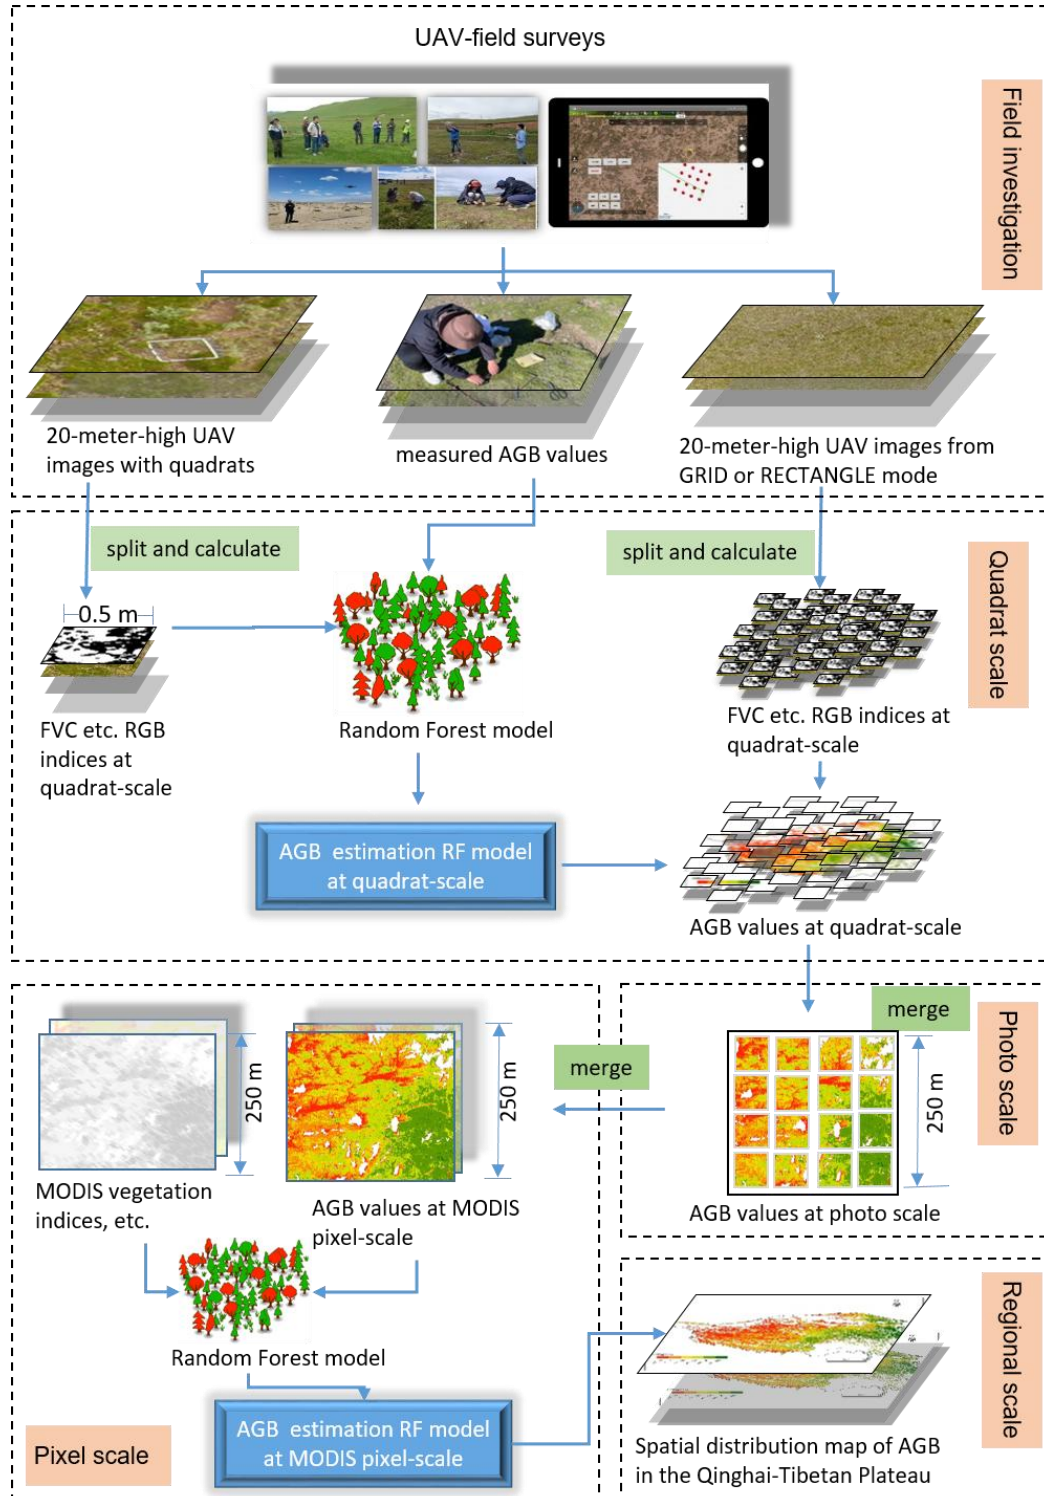 UAV-field surveys
Field investigation
20-meter-high UAV
images with quadrats
measured AGB values
20-meter-high UAV images from
GRID or RECTANGLE mode
split and calculate
split and calculate
Quadrat scale
0.5 m
FVC etc. RGB
indices at
quadrat-scale
Random Forest model
FVC etc. RGB indices at
quadrat-scale
AGB estimation RF model
at quadrat-scale
AGB values at quadrat-scale
merge
Photo scale
250 m
AGB values at photo scale
merge
250 m
250 m
MODIS vegetation
indices, etc.
AGB values at MODIS
pixel-scale
Random Forest model
AGB estimation RF model
at MODIS pixel-scale
Pixel scale
Regional scale
Spatial distribution map of AGB
in the Qinghai-Tibetan Plateau